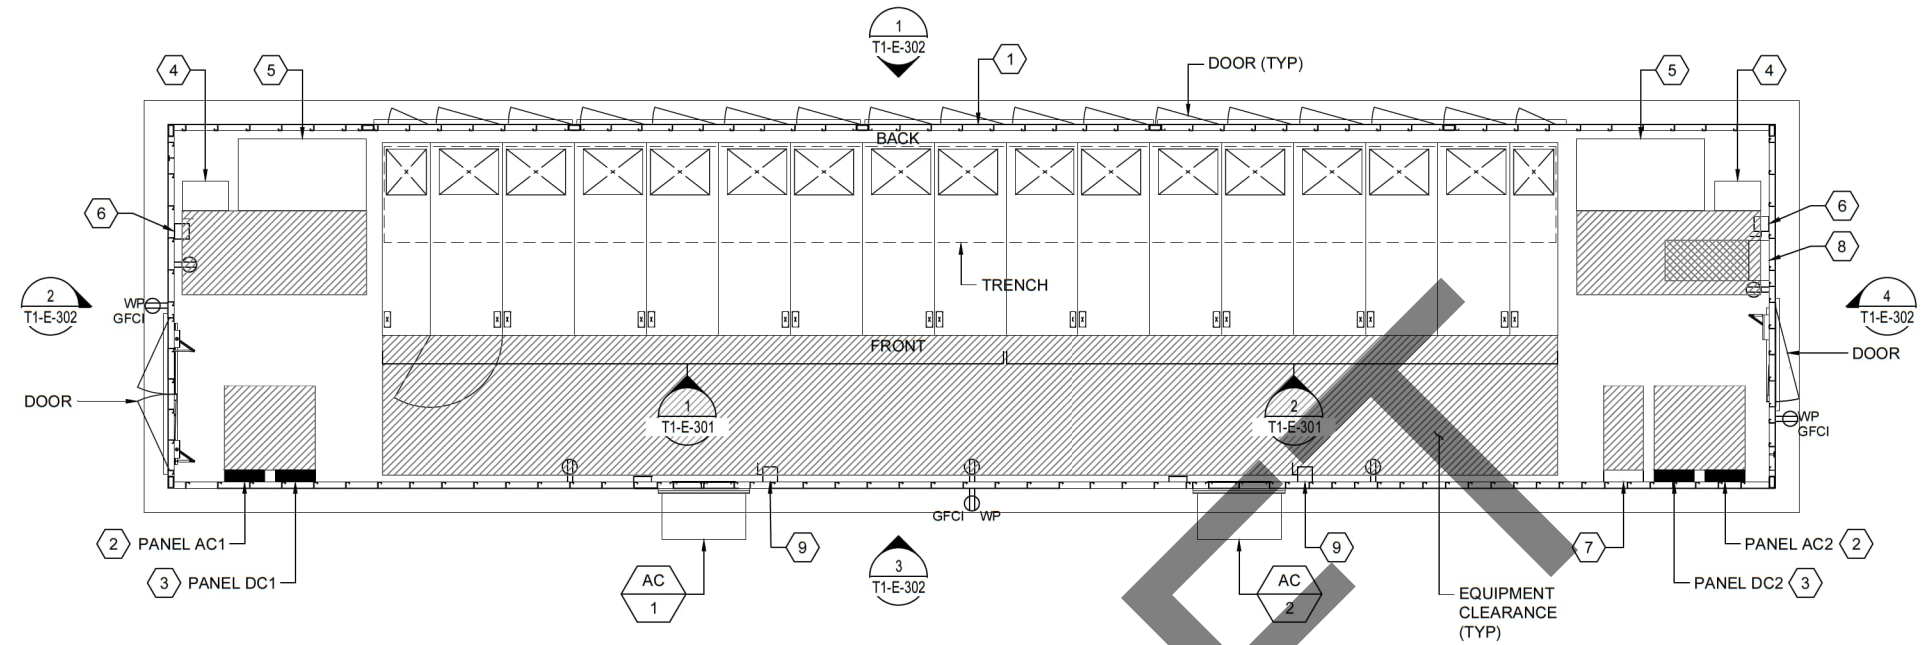 1
T1-E-302
4
5
1
DOOR (TYP)
5
4
BACK
6
6
8
TRENCH
2
T1-E-302
WP
GFCI
4
T1-E-302
FRONT
DOOR
DOOR
1
T1-E-301
2
T1-E-301
WP
GFCI
GFCI WP
2 PANEL AC1
9
9
7
PANEL AC2 2
3 PANEL DC1
AC
1
3
T1-E-302
AC
2
PANEL DC2 3
EQUIPMENT
CLEARANCE
(TYP)